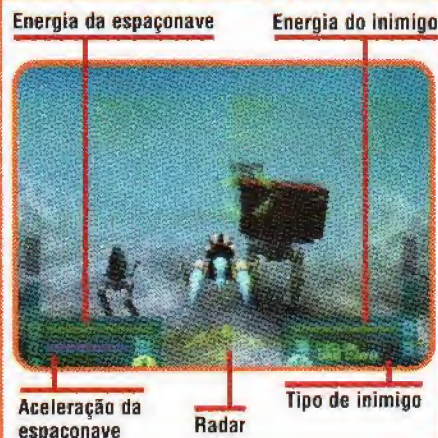 Energia da espaçonave
Energia do inimigo
Aceleração da
espaçonave
Radar
Tipo de inimigo